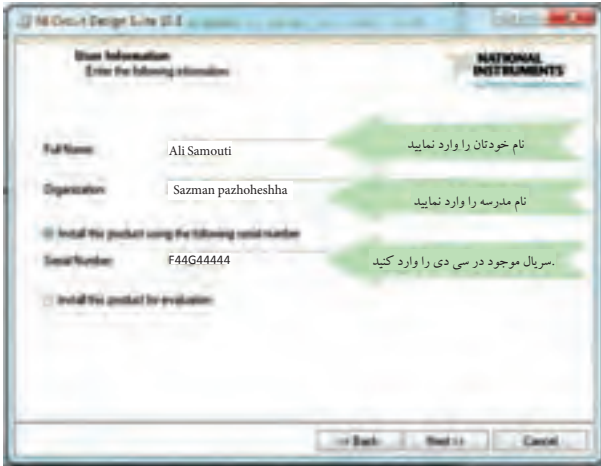 NI Circuit Design Suite
User Information
Enter the following information
NATIONAL
INSTRUMENTS
Full Name:
Ali Samouti
نام خودتان را وارد نمایید
Organization:
Sazman pazhoheshha
نام مدرسه را وارد نمایید
Install this product using the following serial number
Serial Number:
F44G44444
سریال موجود در سی دی را وارد کنید.
Install this product for evaluation
<< Back
Next >>
Cancel